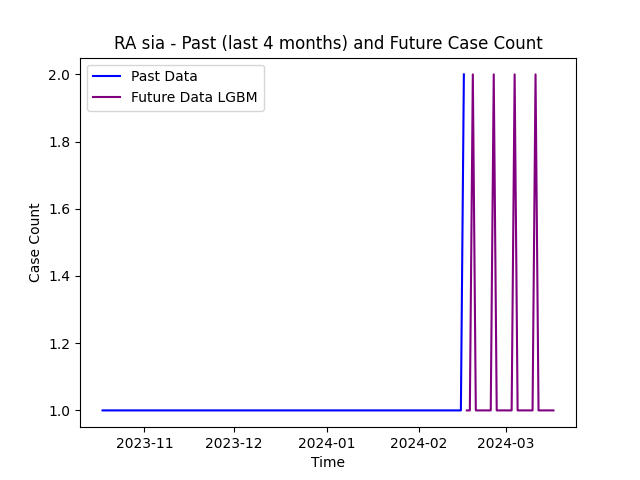 RA sia - Past (last 4 months) and Future Case Count
Past Data
Future Data LGBM
Case Count
2.0
1.8
1.6
1.4
1.2
1.0
2023-11 2023-12 2024-01 2024-02 2024-03
Time